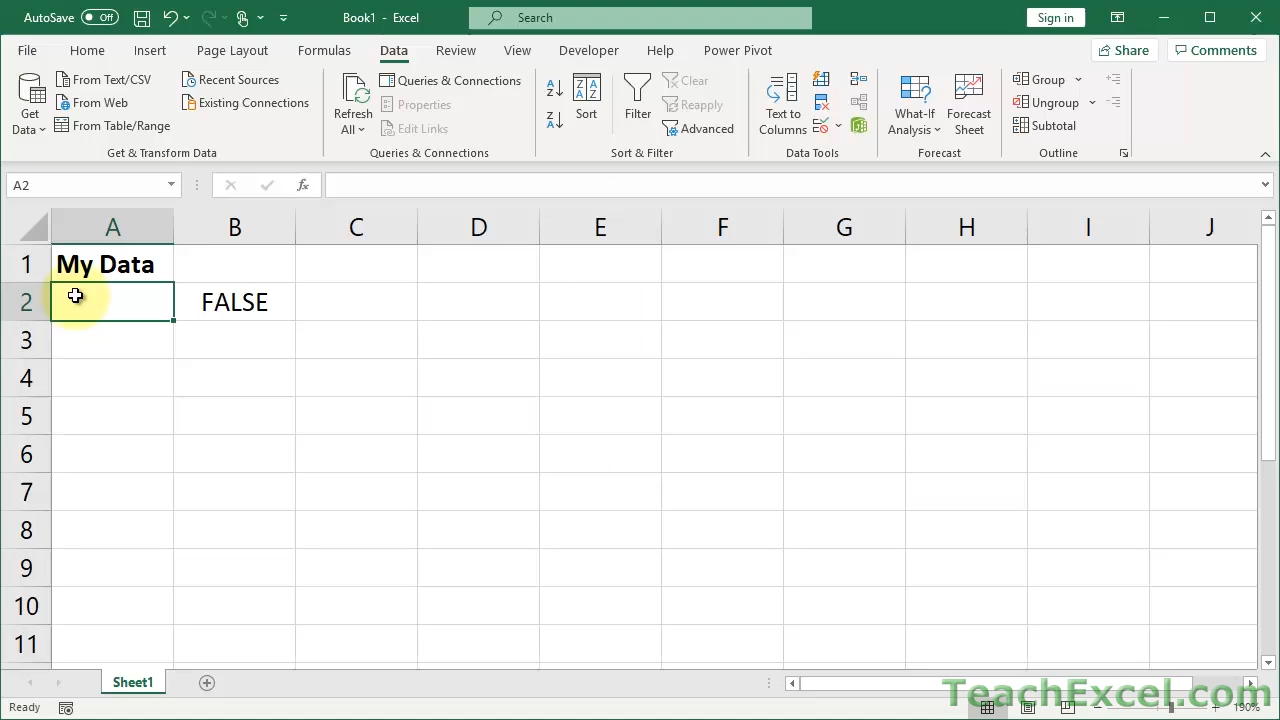 AutoSave Off Book1 - Excel Search Sign in
File Home Insert Page Layout Formulas Data Review View Developer Help Power Pivot Share Comments
Get Data From Text/CSV From Web From Table/Range Recent Sources Existing Connections
Get & Transform Data
Refresh All Queries & Connections Properties Edit Links
Queries & Connections
Sort Filter Clear Reapply Advanced
Sort & Filter
Text to Columns
Data Tools
What-If Analysis Forecast Sheet
Forecast
Group Ungroup Subtotal
Outline
A2 fx
A B C D E F G H I J
1 My Data
2 FALSE
3
4
5
6
7
8
9
10
11
Sheet1
Ready 190%
TeachExcel.com